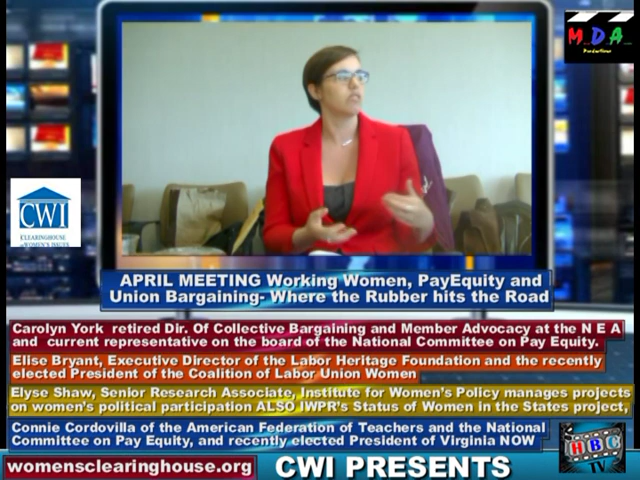 M D A
Productions
CWI
CLEARINGHOUSE
on WOMEN'S ISSUES
APRIL MEETING Working Women, PayEquity and
Union Bargaining- Where the Rubber hits the Road
Carolyn York retired Dir. Of Collective Bargaining and Member Advocacy at the N E A
and current representative on the board of the National Committee on Pay Equity.
Elise Bryant, Executive Director of the Labor Heritage Foundation and the recently
elected President of the Coalition of Labor Union Women
Elyse Shaw, Senior Research Associate, Institute for Women's Policy manages projects
on women's political participation ALSO IWPR's Status of Women in the States project,
Connie Cordovilla of the American Federation of Teachers and the National
Committee on Pay Equity, and recently elected President of Virginia NOW
HBC
TV
womensclearinghouse.org
CWI PRESENTS